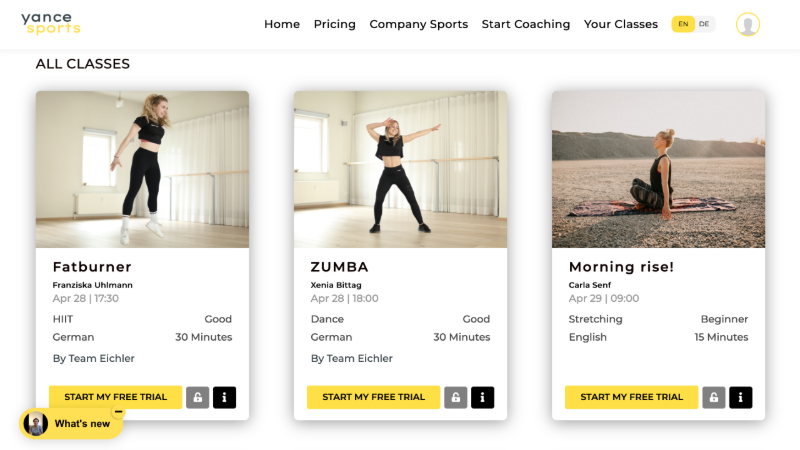 yance
sports
Home Pricing Company Sports Start Coaching Your Classes EN DE
ALL CLASSES
Fatburner
Franziska Uhlmann
Apr 28 | 17:30
HIIT Good
German 30 Minutes
By Team Eichler
START MY FREE TRIAL
ZUMBA
Xenia Bittag
Apr 28 | 18:00
Dance Good
German 30 Minutes
By Team Eichler
START MY FREE TRIAL
Morning rise!
Carla Senf
Apr 29 | 09:00
Stretching Beginner
English 15 Minutes
START MY FREE TRIAL
What's new